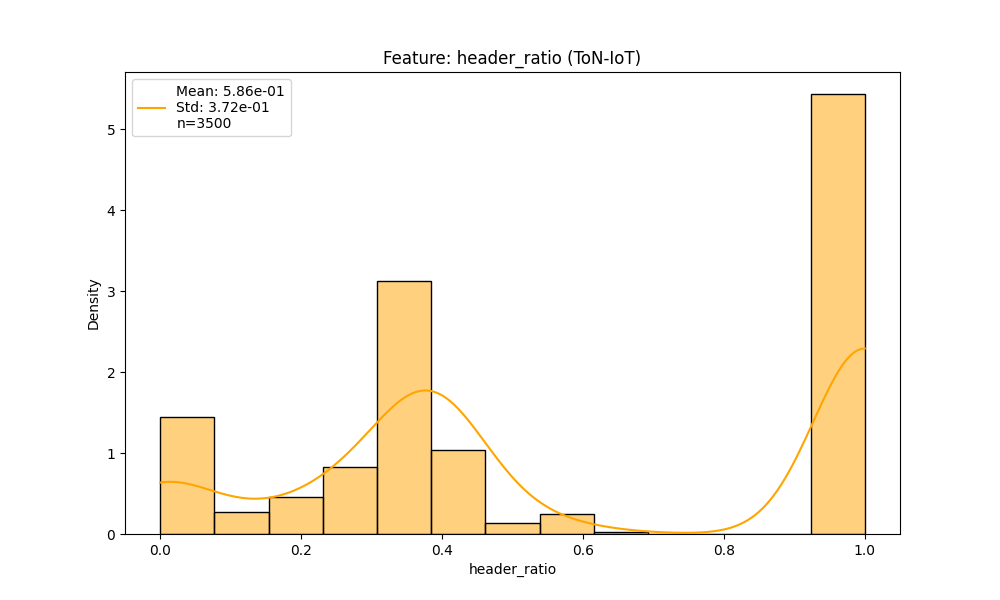 Feature: header_ratio (ToN-IoT)
Mean: 5.86e-01
Std: 3.72e-01
n=3500
Density
5
4
3
2
1
0
0.0 0.2 0.4 0.6 0.8 1.0
header_ratio